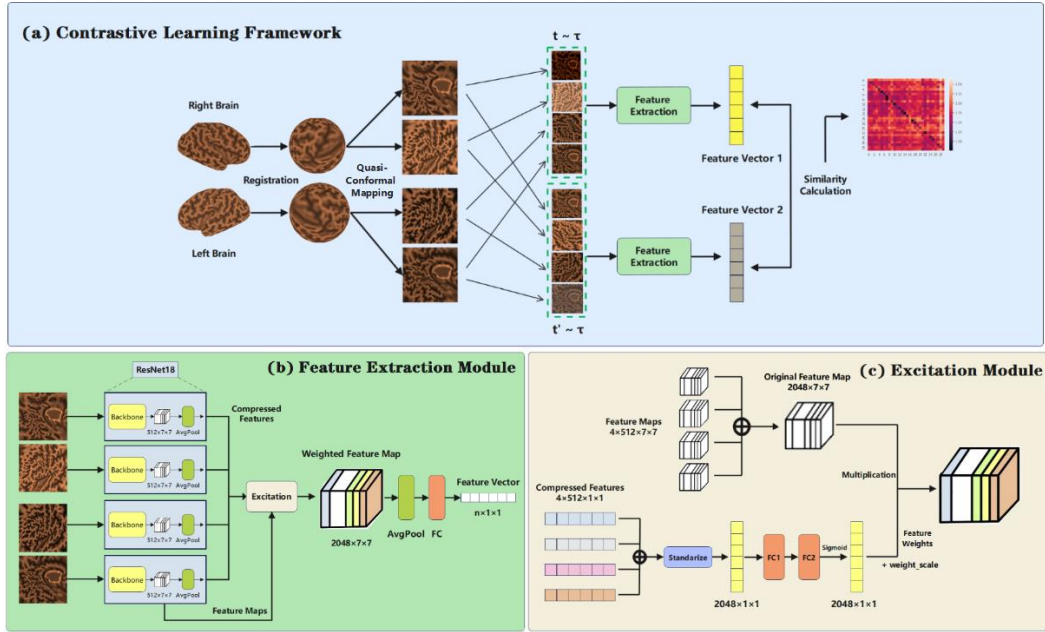 (a) Contrastive Learning Framework
t ~ τ
Right Brain
Registration
Quasi-
Conformal
Mapping
Left Brain
Feature
Extraction
Feature Vector 1
Feature Vector 2
Feature
Extraction
Similarity
Calculation
t' ~ τ
(b) Feature Extraction Module
ResNet18
Backbone
512×7×7
AvgPool
Compressed
Features
Backbone
512×7×7
AvgPool
Backbone
512×7×7
AvgPool
Backbone
512×7×7
AvgPool
Feature Maps
Excitation
Weighted Feature Map
2048×7×7
AvgPool
FC
Feature Vector
n×1×1
(c) Excitation Module
Original Feature Map
2048×7×7
Feature Maps
4×512×7×7
Multiplication
Compressed Features
4×512×1×1
Standarize
2048×1×1
FC1
FC2
Sigmoid
2048×1×1
Feature
Weights
+ weight_scale